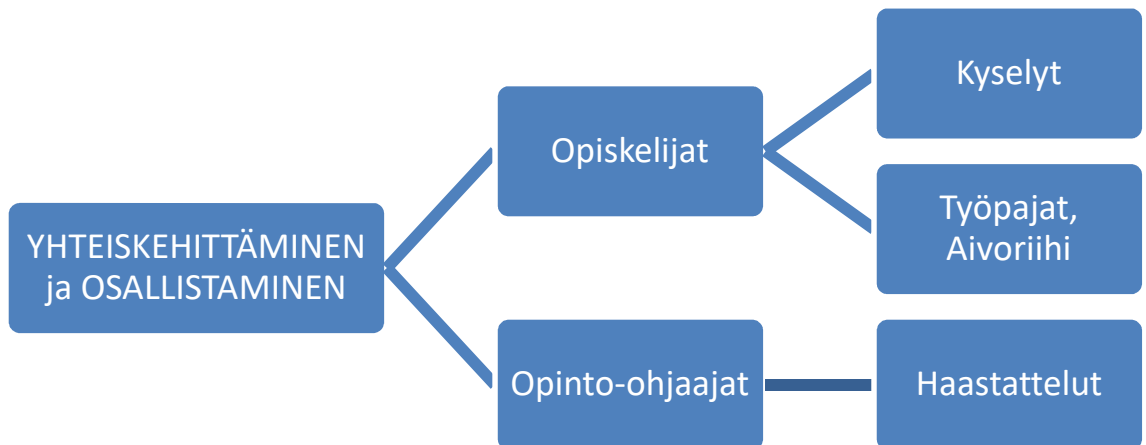 YHTEISKEHITTÄMINEN
ja OSALLISTAMINEN
Opiskelijat
Kyselyt
Työpajat,
Aivoriihi
Opinto-ohjaajat
Haastattelut